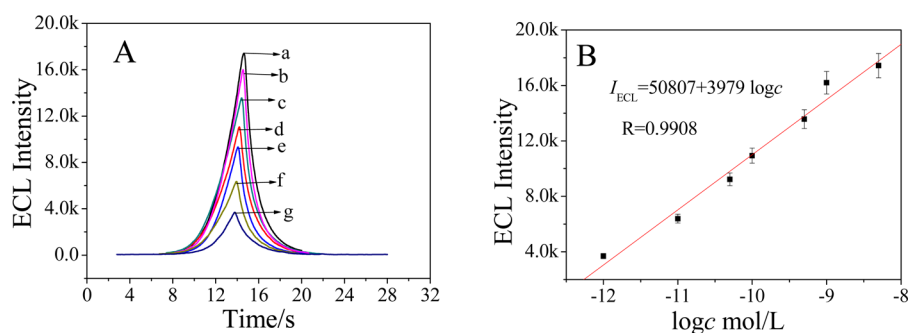 A
20.0k
16.0k
12.0k
8.0k
4.0k
0.0
ECL Intensity
a
b
c
d
e
f
g
0 4 8 12 16 20 24 28 32
Time/s
B
20.0k
16.0k
12.0k
8.0k
4.0k
ECL Intensity
I_ECL=50807+3979 logc
R=0.9908
-12 -11 -10 -9 -8
logc mol/L